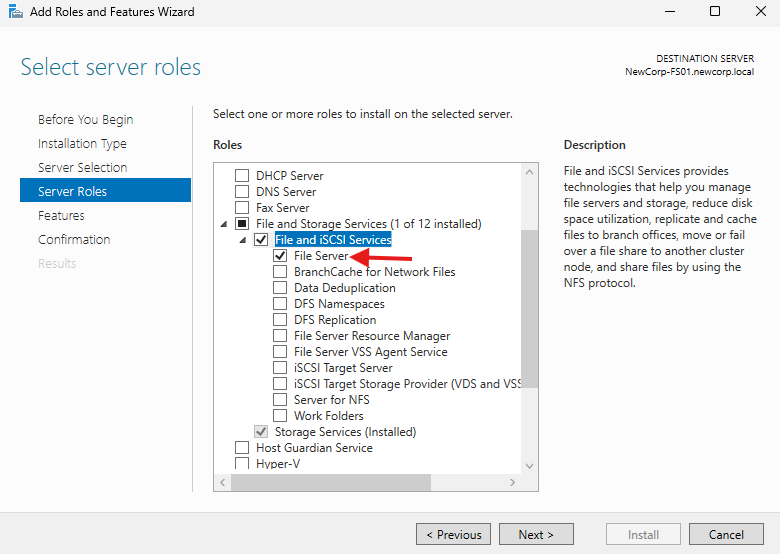 Add Roles and Features Wizard
Select server roles
DESTINATION SERVER
NewCorp-FS01.newcorp.local
Before You Begin
Installation Type
Server Selection
Server Roles
Features
Confirmation
Results
Select one or more roles to install on the selected server.
Roles
DHCP Server
DNS Server
Fax Server
File and Storage Services (1 of 12 installed)
File and iSCSI Services
File Server
BranchCache for Network Files
Data Deduplication
DFS Namespaces
DFS Replication
File Server Resource Manager
File Server VSS Agent Service
iSCSI Target Server
iSCSI Target Storage Provider (VDS and VSS
Server for NFS
Work Folders
Storage Services (Installed)
Host Guardian Service
Hyper-V
Description
File and iSCSI Services provides
technologies that help you manage
file servers and storage, reduce disk
space utilization, replicate and cache
files to branch offices, move or fail
over a file share to another cluster
node, and share files by using the
NFS protocol.
< Previous
Next >
Install
Cancel